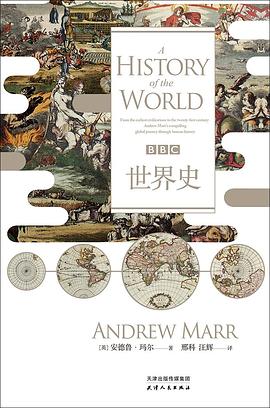 A
HISTORY
of the
WORLD
From the earliest civilizations to the twenty-first century
Andrew Marr's compelling
global journey through human history
BBC
世界史
ANDREW MARR
[英] 安德鲁·玛尔 著 邢科 汪辉 译
天津出版传媒集团
天津人民出版社